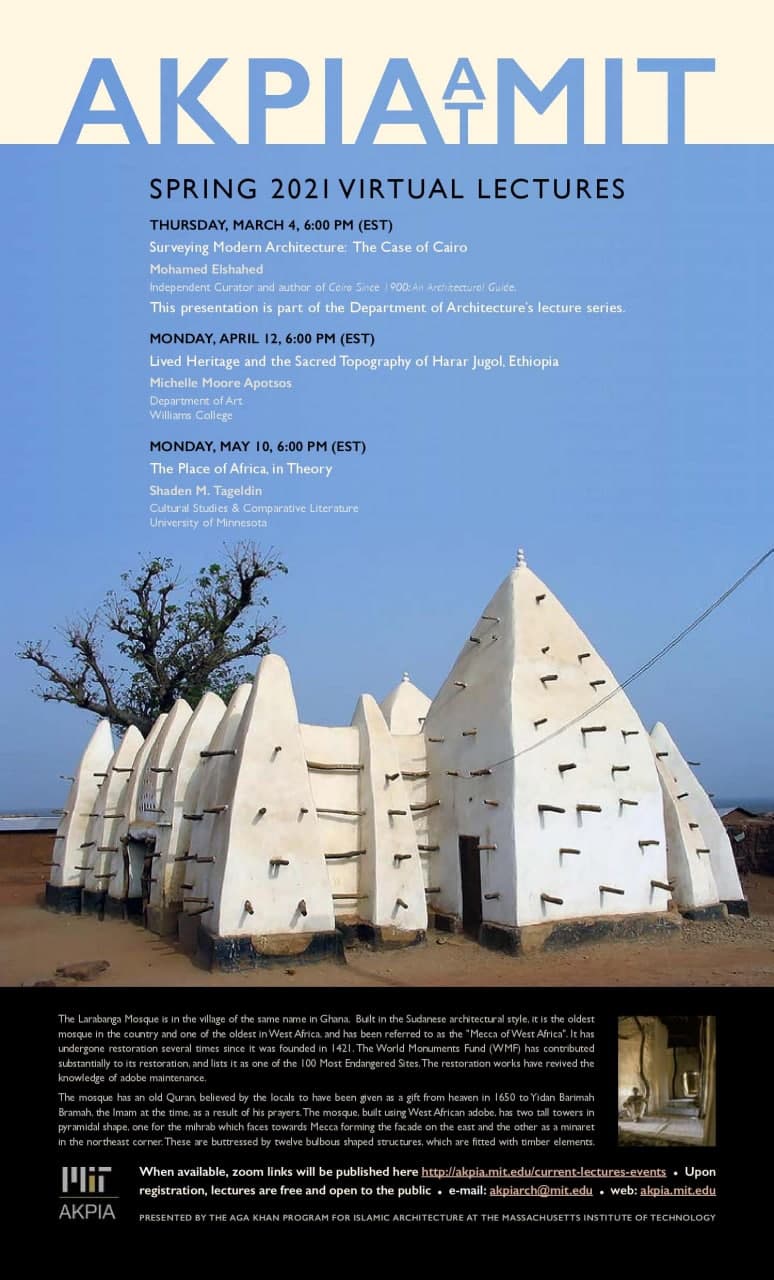 AKPIA AT MIT
SPRING 2021 VIRTUAL LECTURES
THURSDAY, MARCH 4, 6:00 PM (EST)
Surveying Modern Architecture: The Case of Cairo
Mohamed Elshahed
Independent Curator and author of Cairo Since 1900: An Architectural Guide.
This presentation is part of the Department of Architecture's lecture series.
MONDAY, APRIL 12, 6:00 PM (EST)
Lived Heritage and the Sacred Topography of Harar Jugol, Ethiopia
Michelle Moore Apotsos
Department of Art
Williams College
MONDAY, MAY 10, 6:00 PM (EST)
The Place of Africa, in Theory
Shaden M. Tageldin
Cultural Studies & Comparative Literature
University of Minnesota
The Larabanga Mosque is in the village of the same name in Ghana. Built in the Sudanese architectural style, it is the oldest
mosque in the country and one of the oldest in West Africa, and has been referred to as the "Mecca of West Africa". It has
undergone restoration several times since it was founded in 1421. The World Monuments Fund (WMF) has contributed
substantially to its restoration, and lists it as one of the 100 Most Endangered Sites. The restoration works have revived the
knowledge of adobe maintenance.
The mosque has an old Quran, believed by the locals to have been given as a gift from heaven in 1650 to Yidan Barimah
Bramah, the Imam at the time, as a result of his prayers. The mosque, built using West African adobe, has two tall towers in
pyramidal shape, one for the mihrab which faces towards Mecca forming the facade on the east and the other as a minaret
in the northeast corner. These are buttressed by twelve bulbous shaped structures, which are fitted with timber elements.
MIT
AKPIA
When available, zoom links will be published here http://akpia.mit.edu/current-lectures-events • Upon
registration, lectures are free and open to the public • e-mail: akpiarch@mit.edu • web: akpia.mit.edu
PRESENTED BY THE AGA KHAN PROGRAM FOR ISLAMIC ARCHITECTURE AT THE MASSACHUSETTS INSTITUTE OF TECHNOLOGY